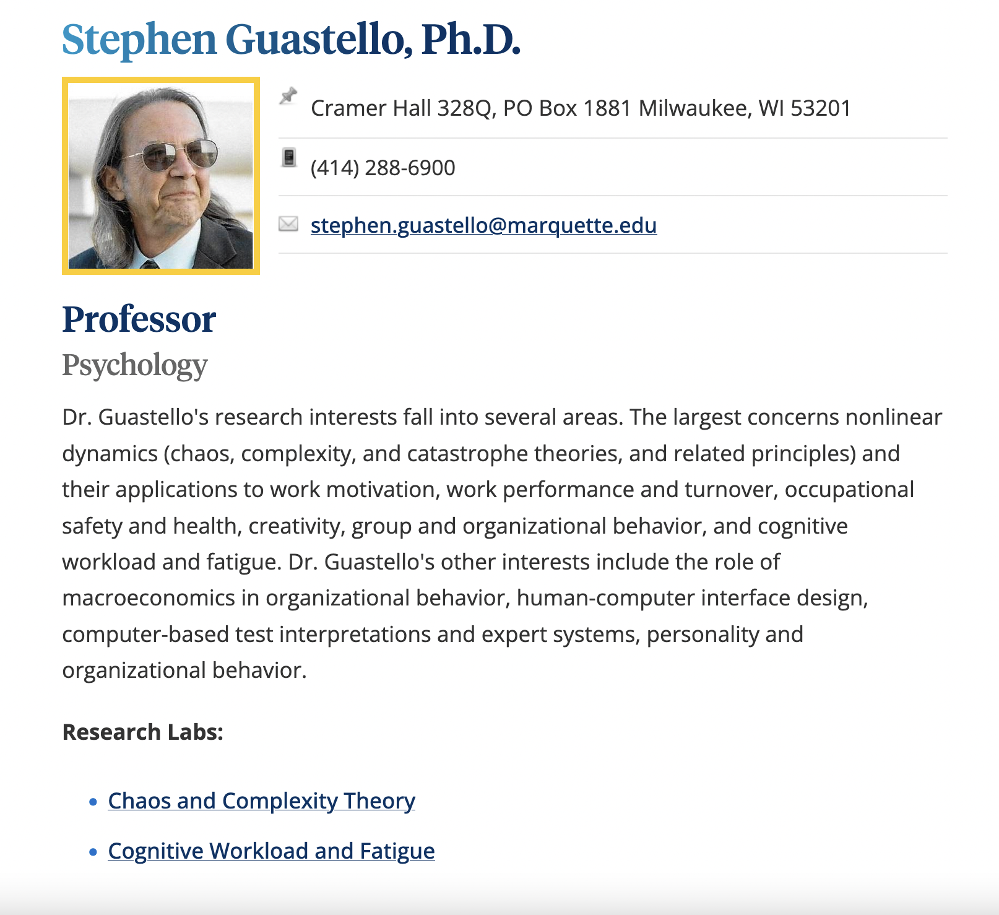 Stephen Guastello, Ph.D.
Cramer Hall 328Q, PO Box 1881 Milwaukee, WI 53201
(414) 288-6900
stephen.guastello@marquette.edu
Professor
Psychology
Dr. Guastello's research interests fall into several areas. The largest concerns nonlinear
dynamics (chaos, complexity, and catastrophe theories, and related principles) and
their applications to work motivation, work performance and turnover, occupational
safety and health, creativity, group and organizational behavior, and cognitive
workload and fatigue. Dr. Guastello's other interests include the role of
macroeconomics in organizational behavior, human-computer interface design,
computer-based test interpretations and expert systems, personality and
organizational behavior.
Research Labs:
Chaos and Complexity Theory
Cognitive Workload and Fatigue